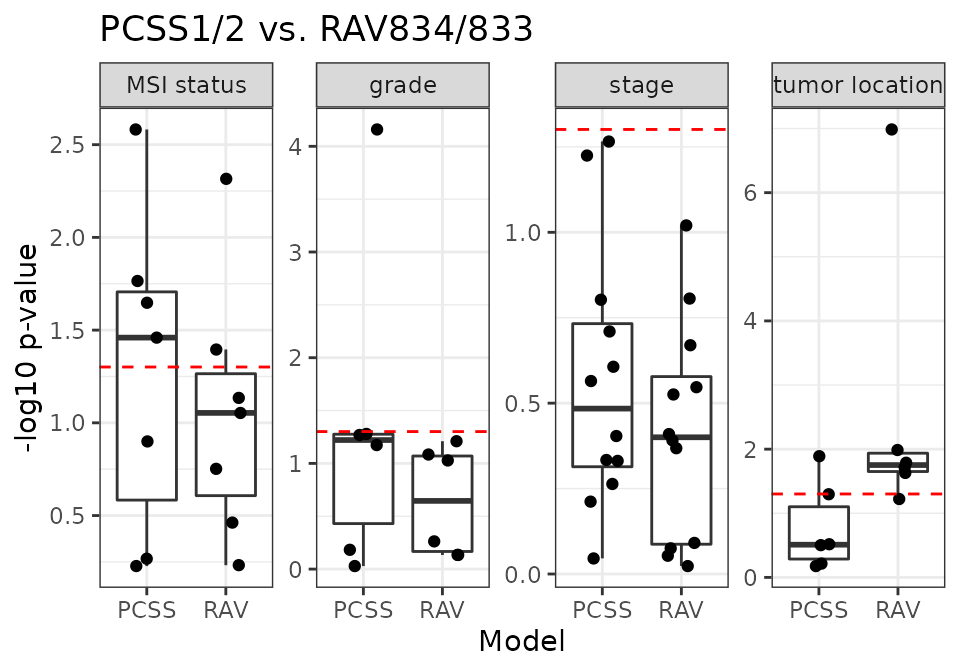 PCSS1/2 vs. RAV834/833
MSI status
grade
stage
tumor location
-log10 p-value
2.5
2.0
1.5
1.0
0.5
4
3
2
1
0
1.0
0.5
0.0
6
4
2
0
PCSS RAV
PCSS RAV
PCSS RAV
PCSS RAV
Model